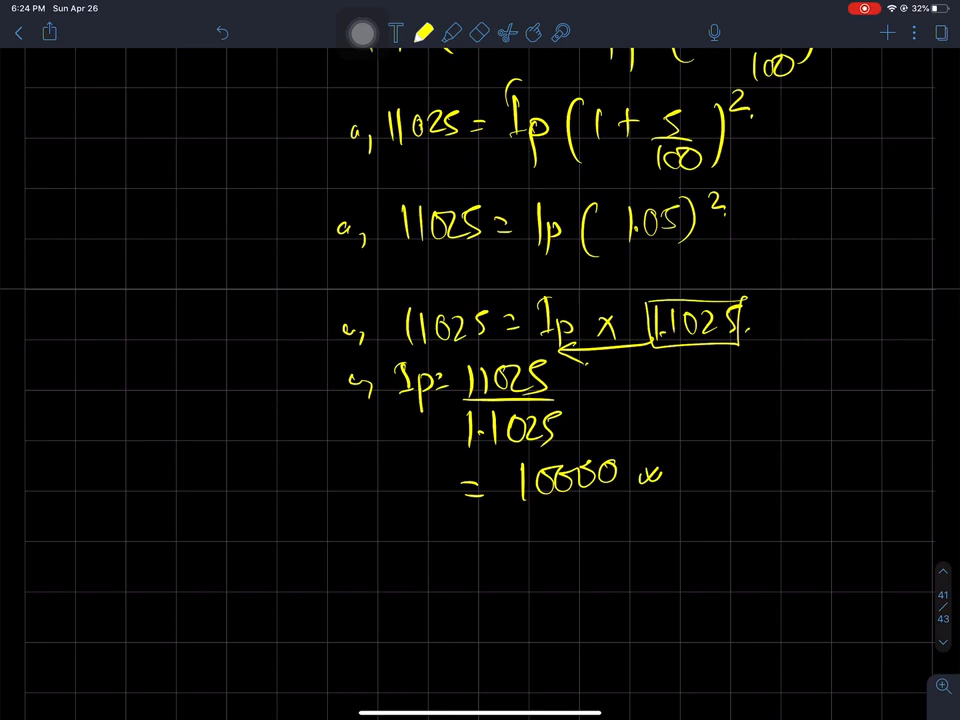 6:24 PM Sun Apr 26
32%
T
100
a, 11025 = Ip ( 1 + 5/100 )²
a, 11025 = Ip ( 1.05 )²
a, 11025 = Ip × 1.1025.
a, Ip = 11025/1.1025
= 10000
41
/
43